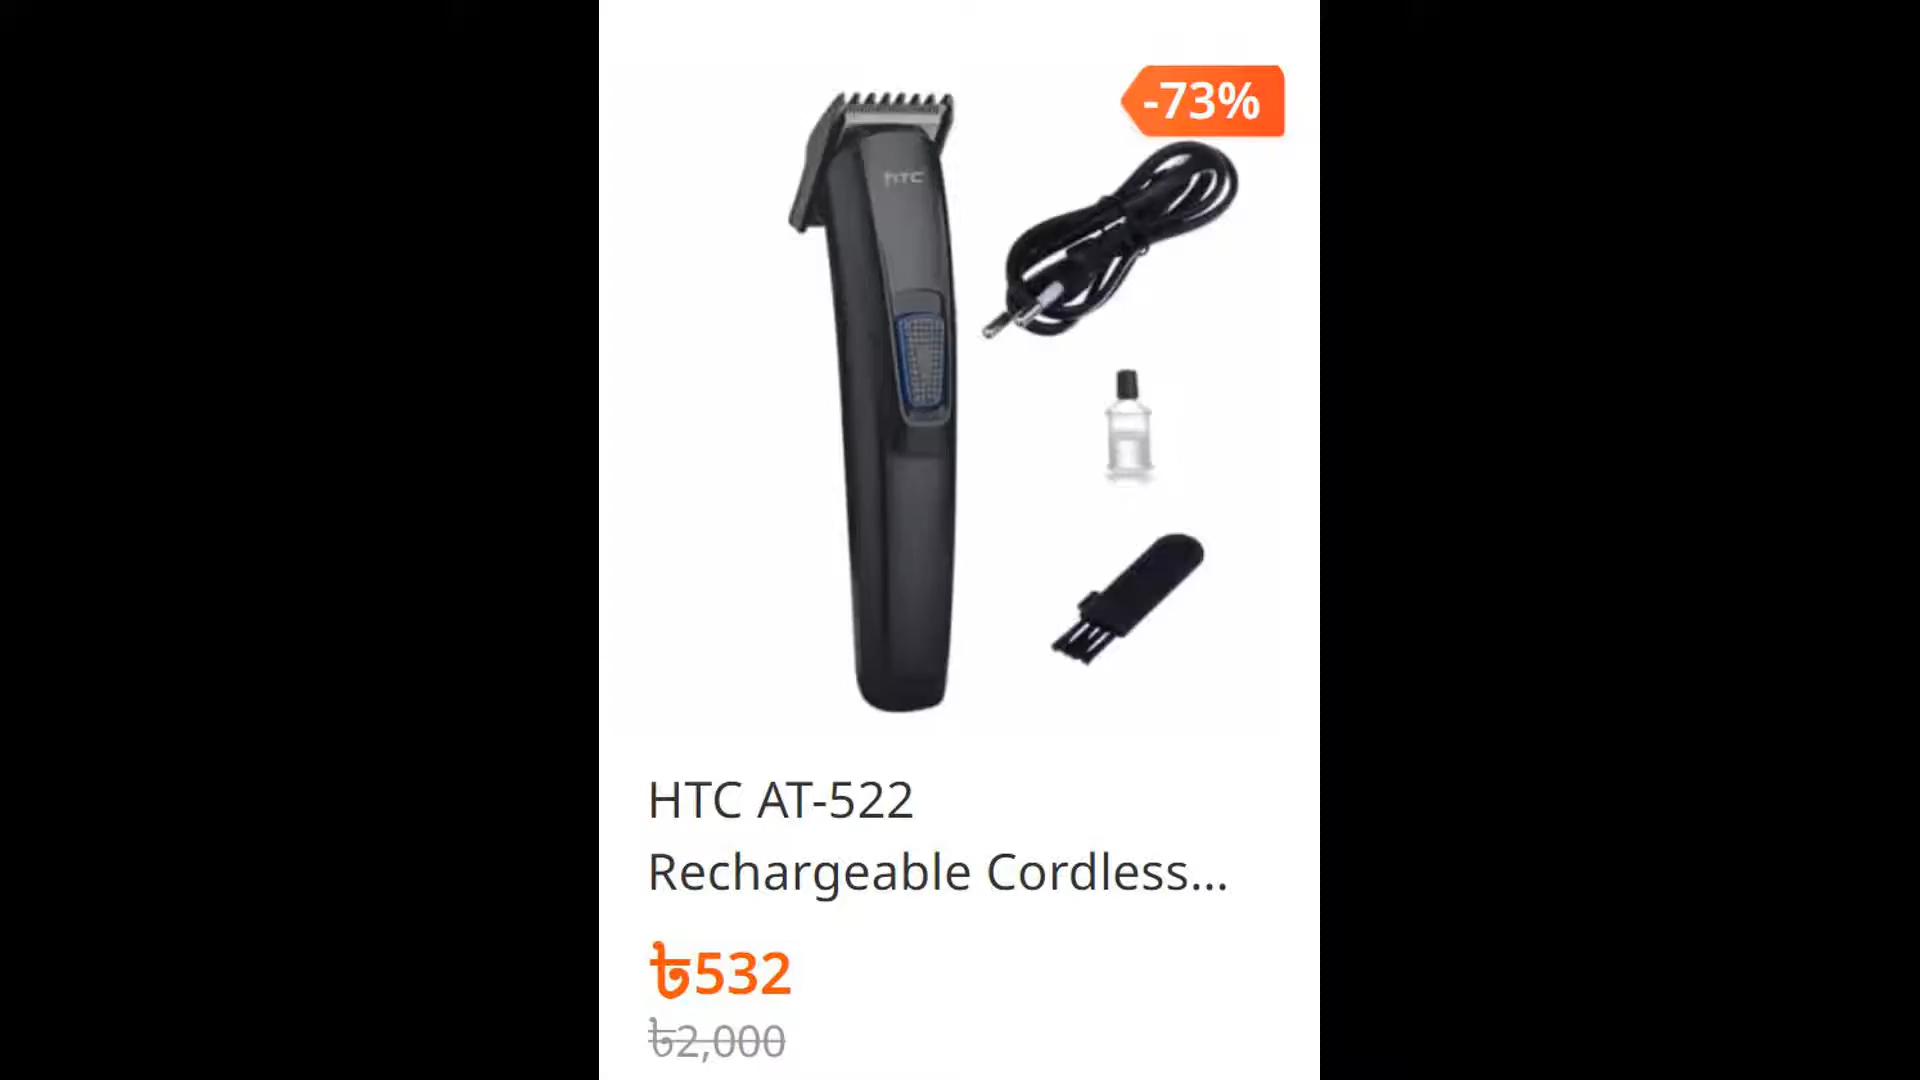 -73%
HTC
HTC AT-522
Rechargeable Cordless...
৳532
৳2,000